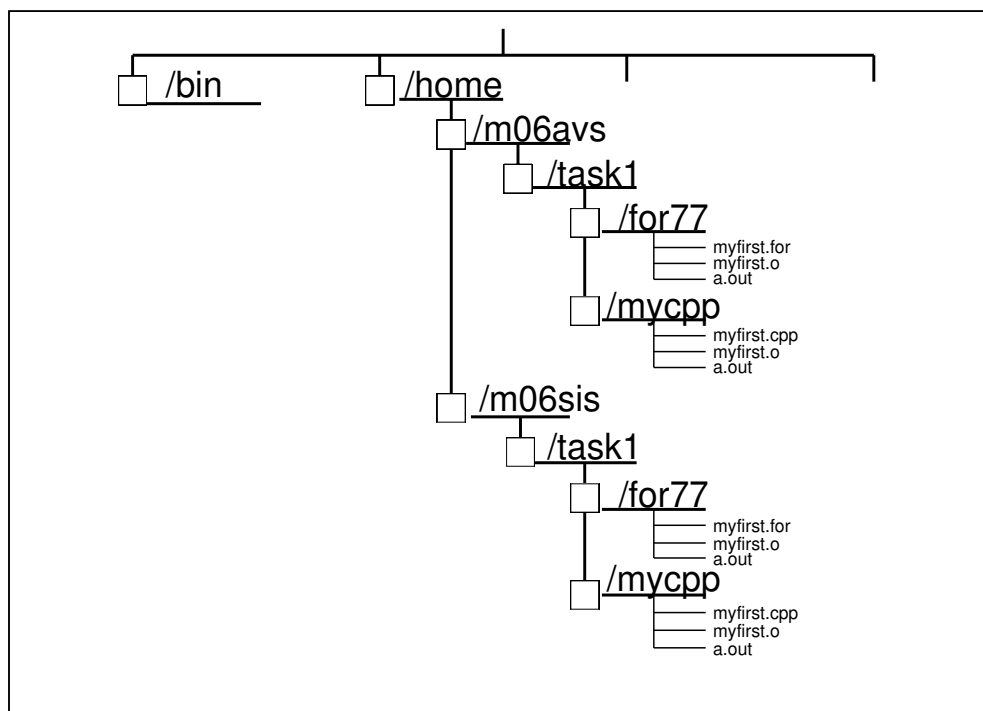 /bin
/home
/m06avs
/task1
/for77
myfirst.for
myfirst.o
a.out
/mycpp
myfirst.cpp
myfirst.o
a.out
/m06sis
/task1
/for77
myfirst.for
myfirst.o
a.out
/mycpp
myfirst.cpp
myfirst.o
a.out